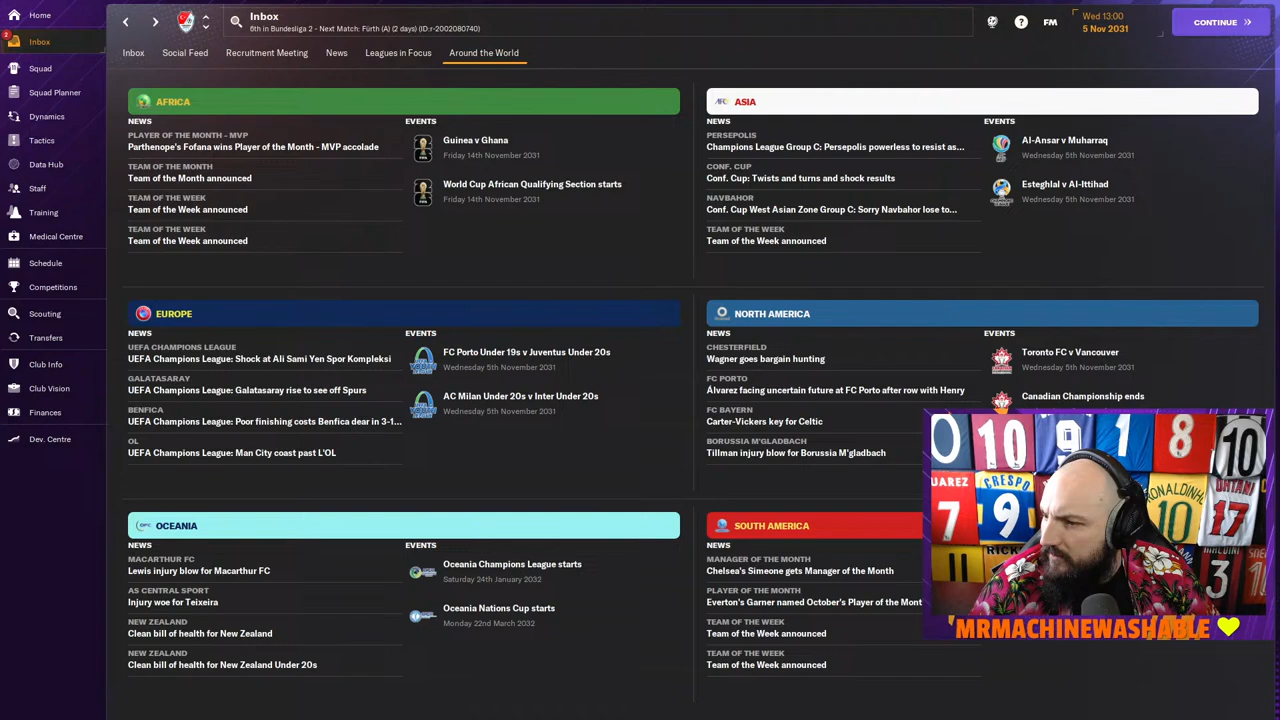 Home
2
Inbox
Squad
Squad Planner
Dynamics
Tactics
Data Hub
Staff
Training
Medical Centre
Schedule
Competitions
Scouting
Transfers
Club Info
Club Vision
Finances
Dev. Centre
Inbox
6th in Bundesliga 2 - Next Match: Fürth (A) (2 days) (ID:r-2002080740)
?
FM
Wed 13:00
5 Nov 2031
CONTINUE
Inbox
Social Feed
Recruitment Meeting
News
Leagues in Focus
Around the World
AFRICA
NEWS
PLAYER OF THE MONTH - MVP
Parthenope's Fofana wins Player of the Month - MVP accolade
TEAM OF THE MONTH
Team of the Month announced
TEAM OF THE WEEK
Team of the Week announced
TEAM OF THE WEEK
Team of the Week announced
EVENTS
Guinea v Ghana
Friday 14th November 2031
World Cup African Qualifying Section starts
Friday 14th November 2031
AFC
ASIA
NEWS
PERSEPOLIS
Champions League Group C: Persepolis powerless to resist as...
CONF. CUP
Conf. Cup: Twists and turns and shock results
NAVBAHOR
Conf. Cup West Asian Zone Group C: Sorry Navbahor lose to...
TEAM OF THE WEEK
Team of the Week announced
EVENTS
Al-Ansar v Muharraq
Wednesday 5th November 2031
Esteghlal v Al-Ittihad
Wednesday 5th November 2031
EUROPE
NEWS
UEFA CHAMPIONS LEAGUE
UEFA Champions League: Shock at Ali Sami Yen Spor Kompleksi
GALATASARAY
UEFA Champions League: Galatasaray rise to see off Spurs
BENFICA
UEFA Champions League: Poor finishing costs Benfica dear in 3-1...
OL
UEFA Champions League: Man City coast past L'OL
EVENTS
FC Porto Under 19s v Juventus Under 20s
Wednesday 5th November 2031
AC Milan Under 20s v Inter Under 20s
Wednesday 5th November 2031
NORTH AMERICA
NEWS
CHESTERFIELD
Wagner goes bargain hunting
FC PORTO
Álvarez facing uncertain future at FC Porto after row with Henry
FC BAYERN
Carter-Vickers key for Celtic
BORUSSIA M'GLADBACH
Tillman injury blow for Borussia M'gladbach
EVENTS
Toronto FC v Vancouver
Wednesday 5th November 2031
Canadian Championship ends
OCEANIA
NEWS
MACARTHUR FC
Lewis injury blow for Macarthur FC
AS CENTRAL SPORT
Injury woe for Teixeira
NEW ZEALAND
Clean bill of health for New Zealand
NEW ZEALAND
Clean bill of health for New Zealand Under 20s
EVENTS
Oceania Champions League starts
Saturday 24th January 2032
Oceania Nations Cup starts
Monday 22nd March 2032
SOUTH AMERICA
NEWS
MANAGER OF THE MONTH
Chelsea's Simeone gets Manager of the Month
PLAYER OF THE MONTH
Everton's Garner named October's Player of the Mont
TEAM OF THE WEEK
Team of the Week announced
TEAM OF THE WEEK
Team of the Week announced
10
9
1
8
10
UAREZ
7
CRESPO
9
RONALDINHO
10
OHTANI
17
11
RICK
3
MRMACHINEWASHABLE